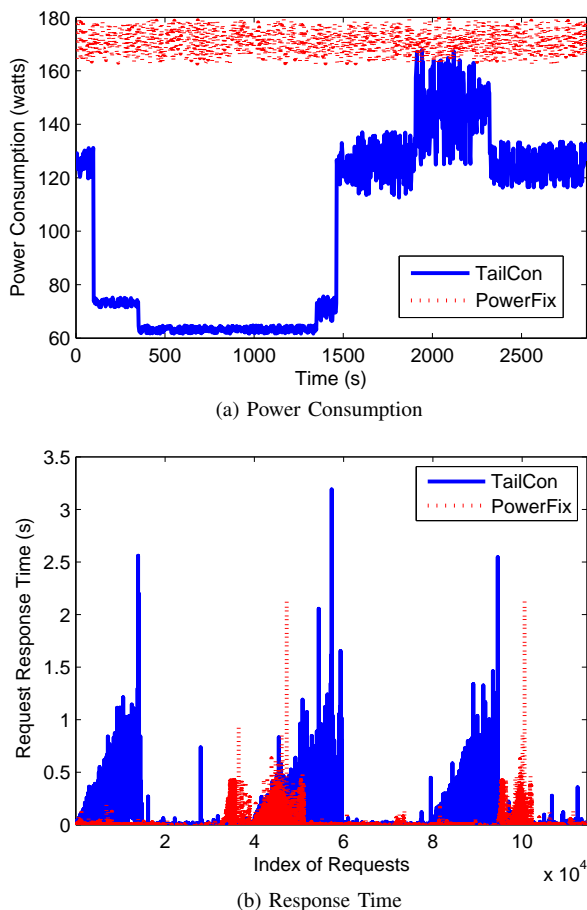 180
160
140
120
100
80
60
Power Consumption (watts)
TailCon
PowerFix
0 500 1000 1500 2000 2500
Time (s)
(a) Power Consumption
3.5
3
2.5
2
1.5
1
0.5
0
Request Response Time (s)
TailCon
PowerFix
2 4 6 8 10
x 10^4
Index of Requests
(b) Response Time